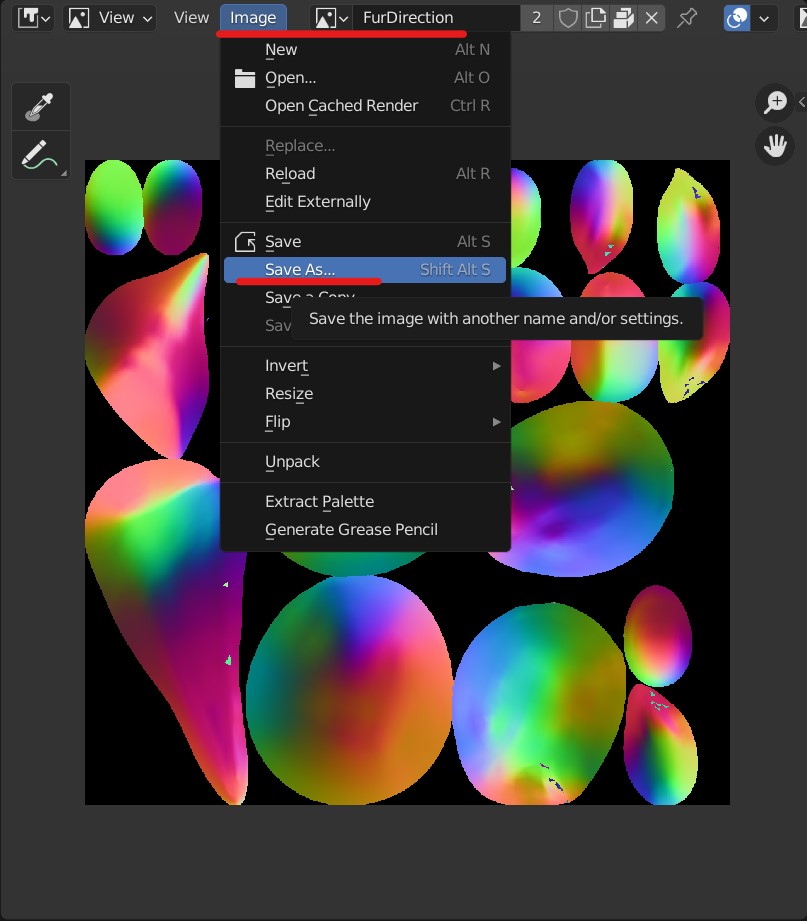 View View Image FurDirection 2
New Alt N
Open... Alt O
Open Cached Render Ctrl R
Replace...
Reload Alt R
Edit Externally
Save Alt S
Save As... Shift Alt S
Save a Copy...
Sav
Save the image with another name and/or settings.
Invert
Resize
Flip
Unpack
Extract Palette
Generate Grease Pencil